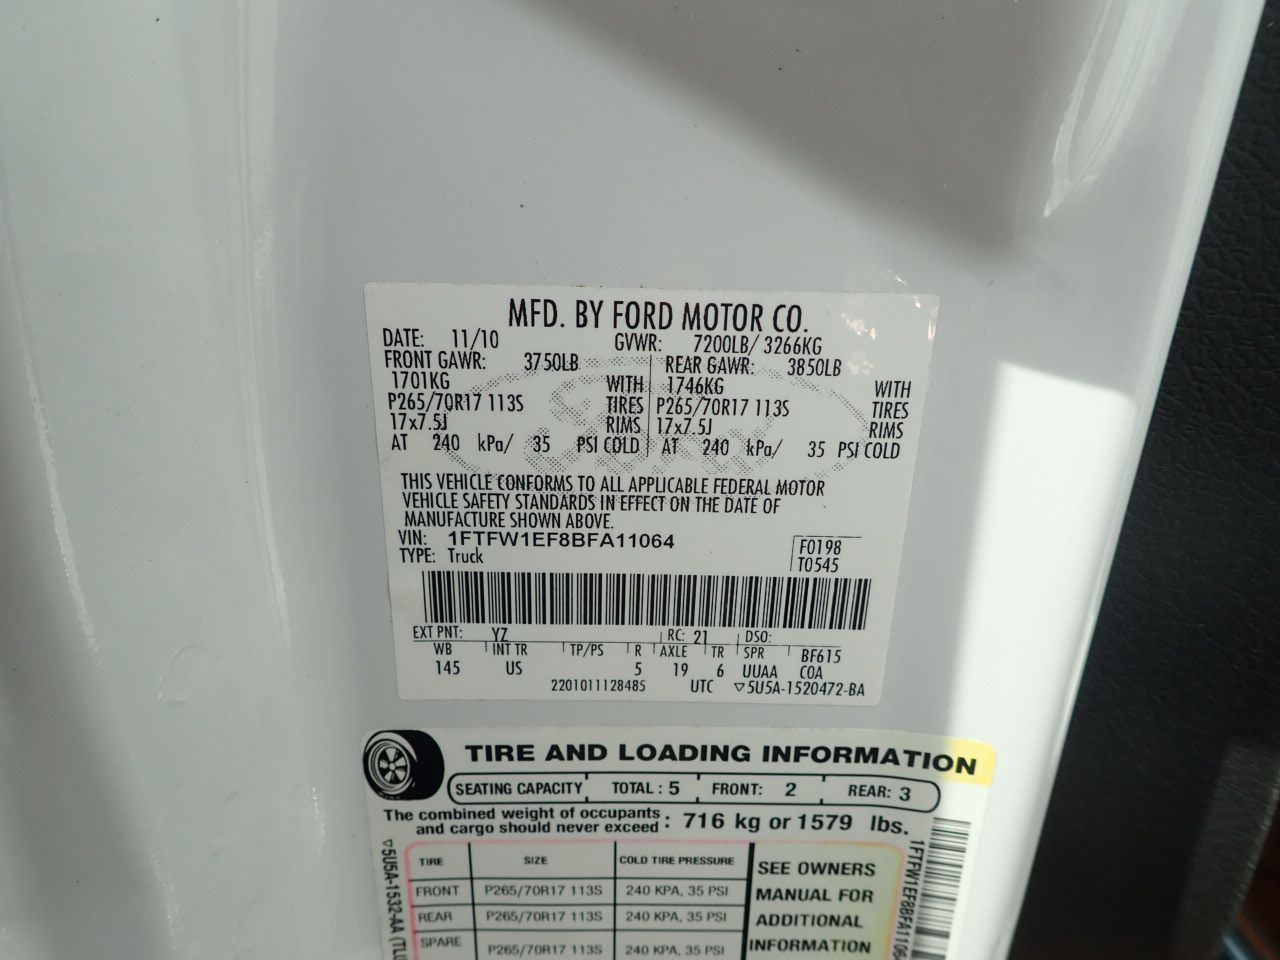 MFD. BY FORD MOTOR CO.
DATE: 11/10 GVWR: 7200LB/ 3266KG
FRONT GAWR: 3750LB REAR GAWR: 3850LB
1701KG WITH 1746KG WITH
P265/70R17 113S TIRES P265/70R17 113S TIRES
17x7.5J RIMS 17x7.5J RIMS
AT 240 kPa/ 35 PSI COLD AT 240 kPa/ 35 PSI COLD
THIS VEHICLE CONFORMS TO ALL APPLICABLE FEDERAL MOTOR
VEHICLE SAFETY STANDARDS IN EFFECT ON THE DATE OF
MANUFACTURE SHOWN ABOVE.
VIN: 1FTFW1EF8BFA11064 F0198
TYPE: Truck T0545
EXT PNT: YZ RC: 21 DSO:
WB INT TR TP/PS R AXLE TR SPR BF615
145 US 5 19 6 UUAA COA
2201011128485 UTC ▽5U5A-1520472-BA
TIRE AND LOADING INFORMATION
SEATING CAPACITY TOTAL : 5 FRONT: 2 REAR: 3
The combined weight of occupants
and cargo should never exceed : 716 kg or 1579 lbs.
TIRE SIZE COLD TIRE PRESSURE
FRONT P265/70R17 113S 240 KPA, 35 PSI
REAR P265/70R17 113S 240 KPA, 35 PSI
SPARE P265/70R17 113S 240 KPA, 35 PSI
SEE OWNERS
MANUAL FOR
ADDITIONAL
INFORMATION
▽5U5A-1532-AA (TLU
1FTFW1EF8BFA1106